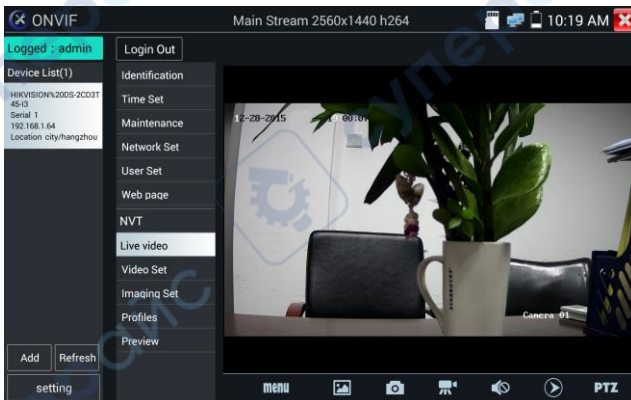 ONVIF
Main Stream 2560x1440 h264
10:19 AM
Logged : admin
Login Out
Device List(1)
HIKVISION%20DS-2CD3T
45-I3
Serial 1
192.168.1.64
Location city/hangzhou
Identification
Time Set
Maintenance
Network Set
User Set
Web page
NVT
Live video
Video Set
Imaging Set
Profiles
Preview
12-28-2015
00:07
Camera 01
STARBUCKS
Add
Refresh
setting
menu
PTZ